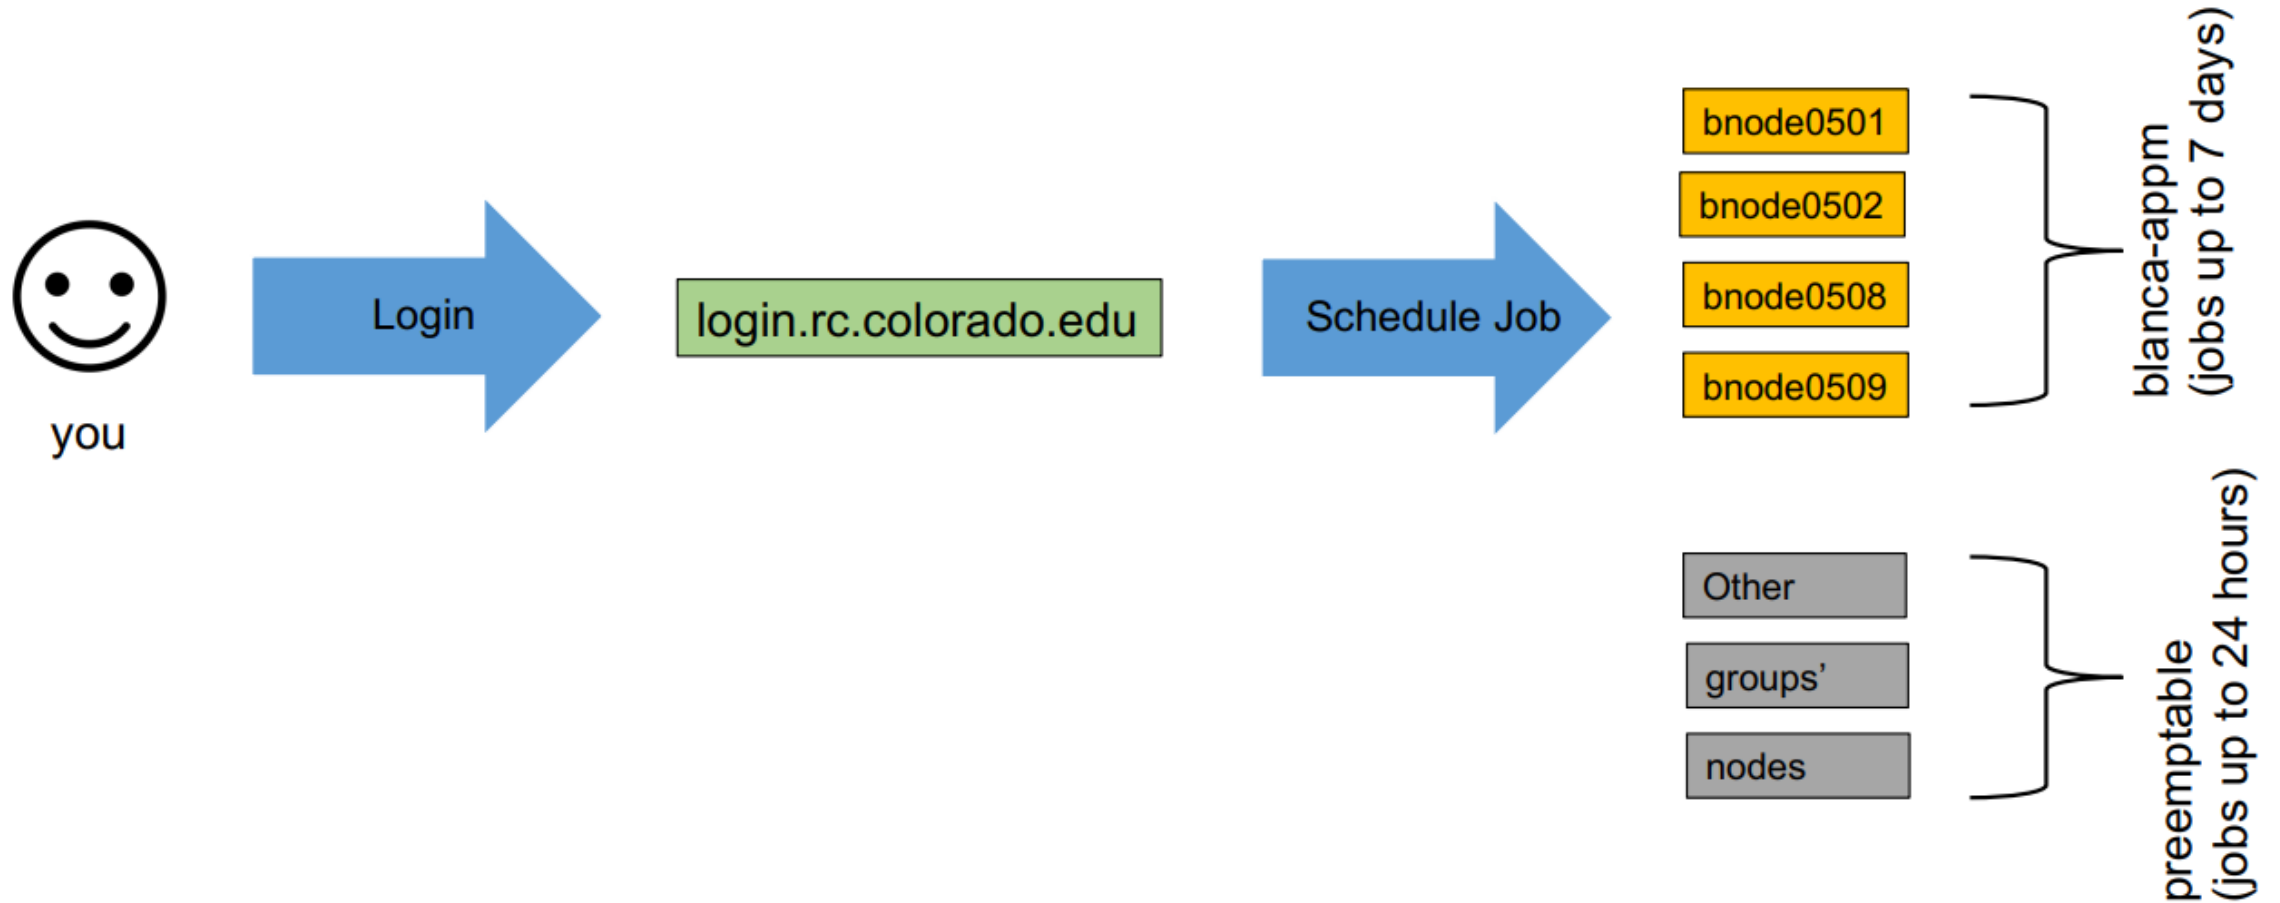 you
Login
login.rc.colorado.edu
Schedule Job
bnode0501
bnode0502
bnode0508
bnode0509
blanca-appm
(jobs up to 7 days)
Other
groups’
nodes
preemptable
(jobs up to 24 hours)